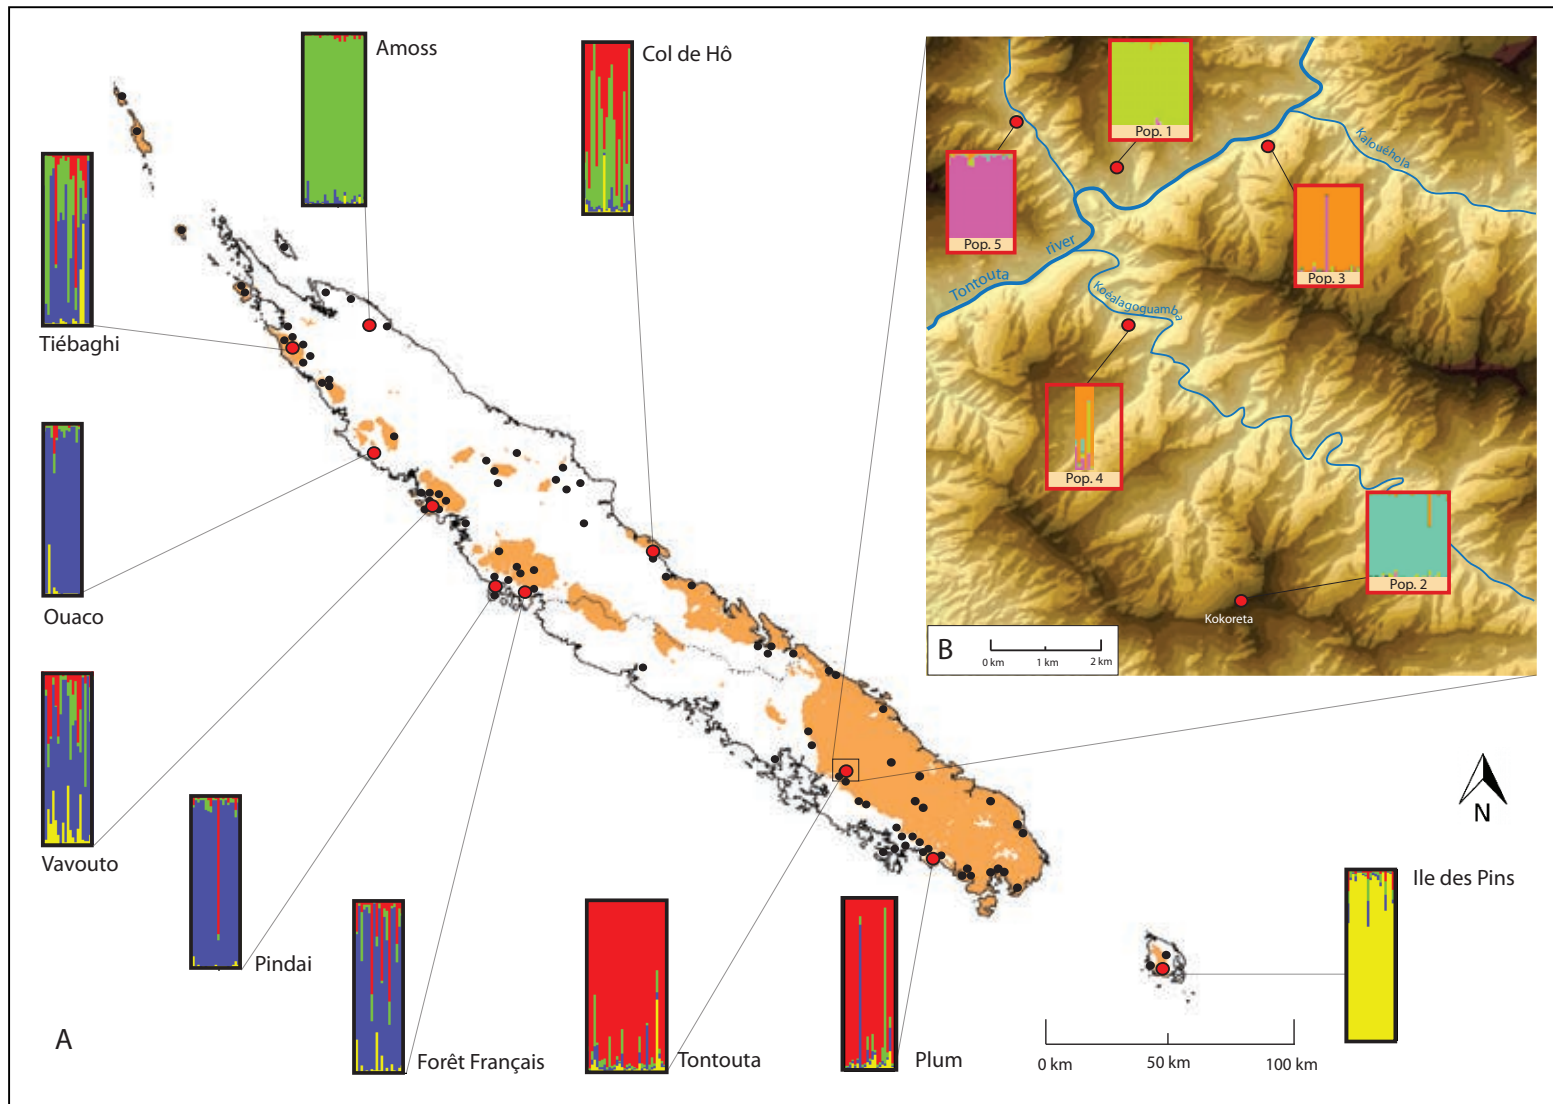 Amoss
Col de Hô
Tiébaghi
Ouaco
Vavouto
Pindai
Forêt Français
Tontouta
Plum
Ile des Pins
A
0 km
50 km
100 km
N
Pop. 1
Pop. 5
Pop. 3
Pop. 4
Pop. 2
Kalouéhola
Tontouta river
Koéalagoquamba
Kokoreta
B
0 km
1 km
2 km